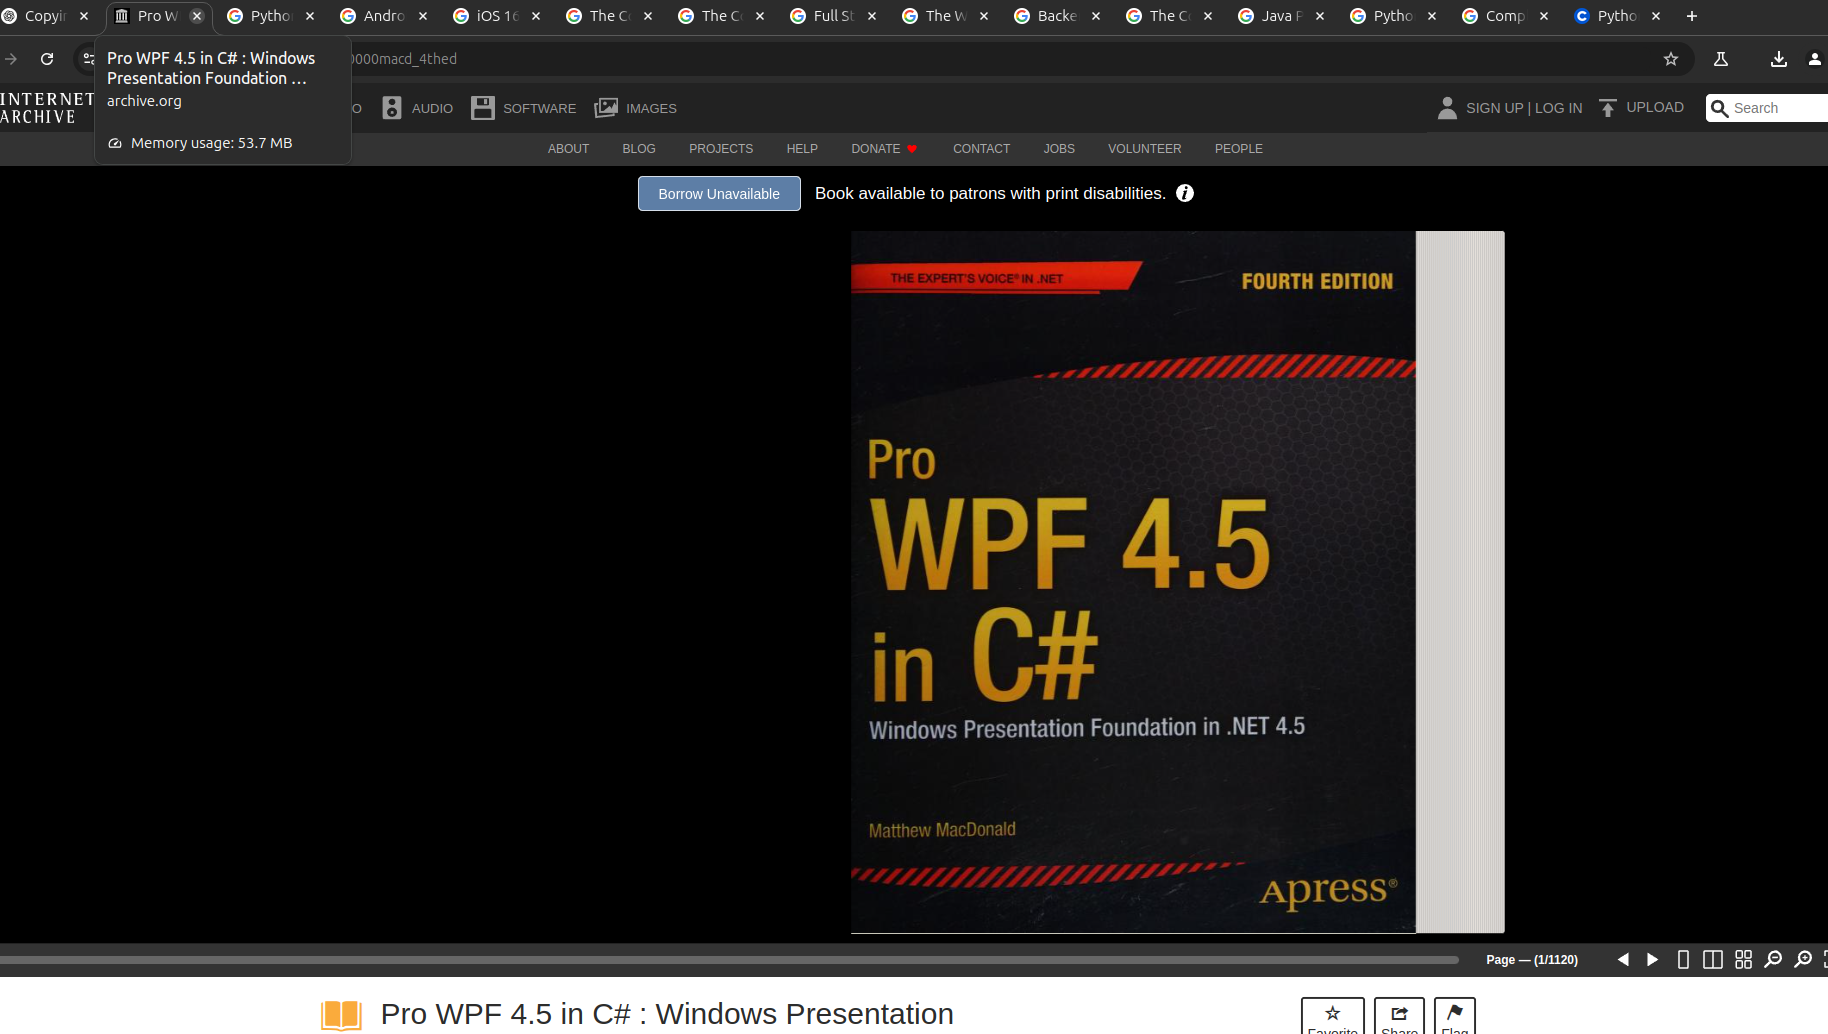 Copyi
Pro W
Pytho
Andro
iOS 16
The C
The C
Full St
The W
Backe
The C
Java P
Pytho
Comp
Pytho
0000macd_4thed
Pro WPF 4.5 in C# : Windows
Presentation Foundation …
archive.org
Memory usage: 53.7 MB
INTERNET
ARCHIVE
O
AUDIO
SOFTWARE
IMAGES
SIGN UP | LOG IN
UPLOAD
Search
ABOUT
BLOG
PROJECTS
HELP
DONATE
CONTACT
JOBS
VOLUNTEER
PEOPLE
Borrow Unavailable
Book available to patrons with print disabilities.
THE EXPERT'S VOICE® IN .NET
FOURTH EDITION
Pro
WPF 4.5
in C#
Windows Presentation Foundation in .NET 4.5
Matthew MacDonald
Apress®
Page — (1/1120)
Pro WPF 4.5 in C# : Windows Presentation
Favorite
Share
Flag